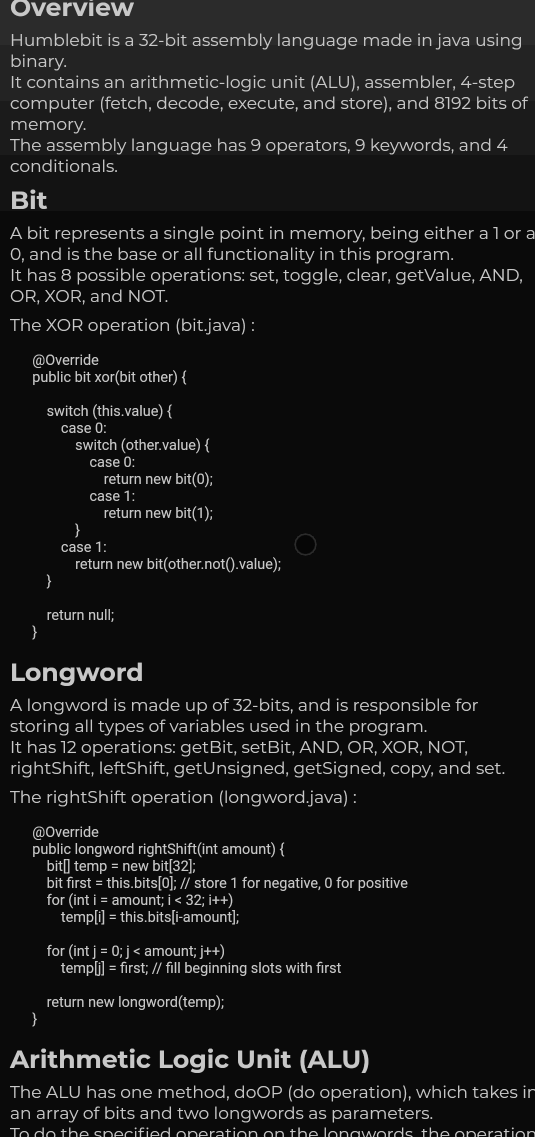 Overview
Humblebit is a 32-bit assembly language made in java using
binary.
It contains an arithmetic-logic unit (ALU), assembler, 4-step
computer (fetch, decode, execute, and store), and 8192 bits of
memory.
The assembly language has 9 operators, 9 keywords, and 4
conditionals.
Bit
A bit represents a single point in memory, being either a 1 or a
0, and is the base or all functionality in this program.
It has 8 possible operations: set, toggle, clear, getValue, AND,
OR, XOR, and NOT.
The XOR operation (bit.java) :
@Override
public bit xor(bit other) {
switch (this.value) {
case 0:
switch (other.value) {
case 0:
return new bit(0);
case 1:
return new bit(1);
}
case 1:
return new bit(other.not().value);
}
return null;
}
Longword
A longword is made up of 32-bits, and is responsible for
storing all types of variables used in the program.
It has 12 operations: getBit, setBit, AND, OR, XOR, NOT,
rightShift, leftShift, getUnsigned, getSigned, copy, and set.
The rightShift operation (longword.java) :
@Override
public longword rightShift(int amount) {
bit[] temp = new bit[32];
bit first = this.bits[0]; // store 1 for negative, 0 for positive
for (int i = amount; i < 32; i++)
temp[i] = this.bits[i-amount];
for (int j = 0; j < amount; j++)
temp[j] = first; // fill beginning slots with first
return new longword(temp);
}
Arithmetic Logic Unit (ALU)
The ALU has one method, doOP (do operation), which takes in
an array of bits and two longwords as parameters.
To do the specified operation on the longwords, the operation